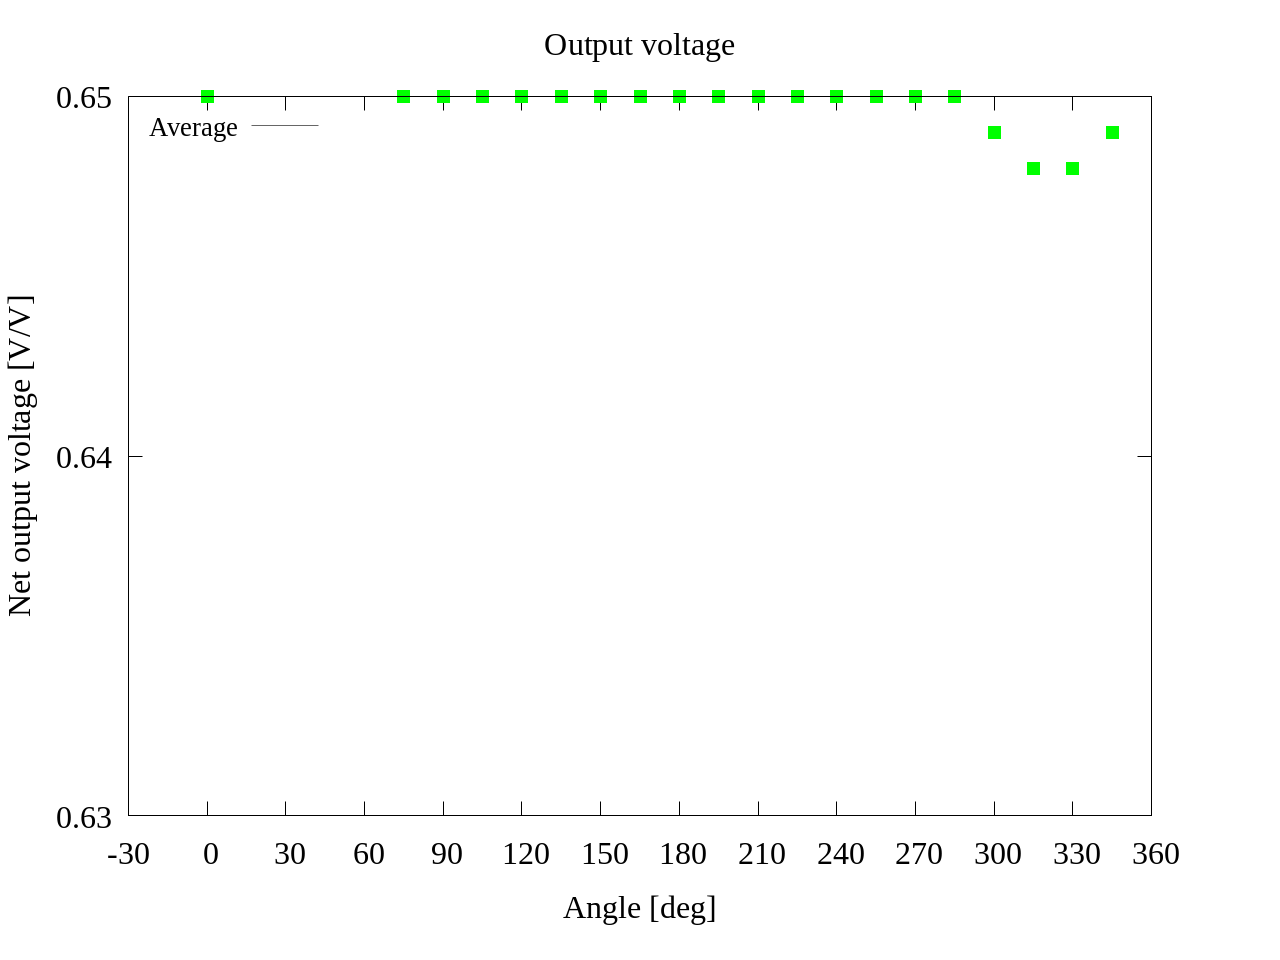 Output voltage
0.65
Average
0.64
0.63
Net output voltage [V/V]
-30 0 30 60 90 120 150 180 210 240 270 300 330 360
Angle [deg]